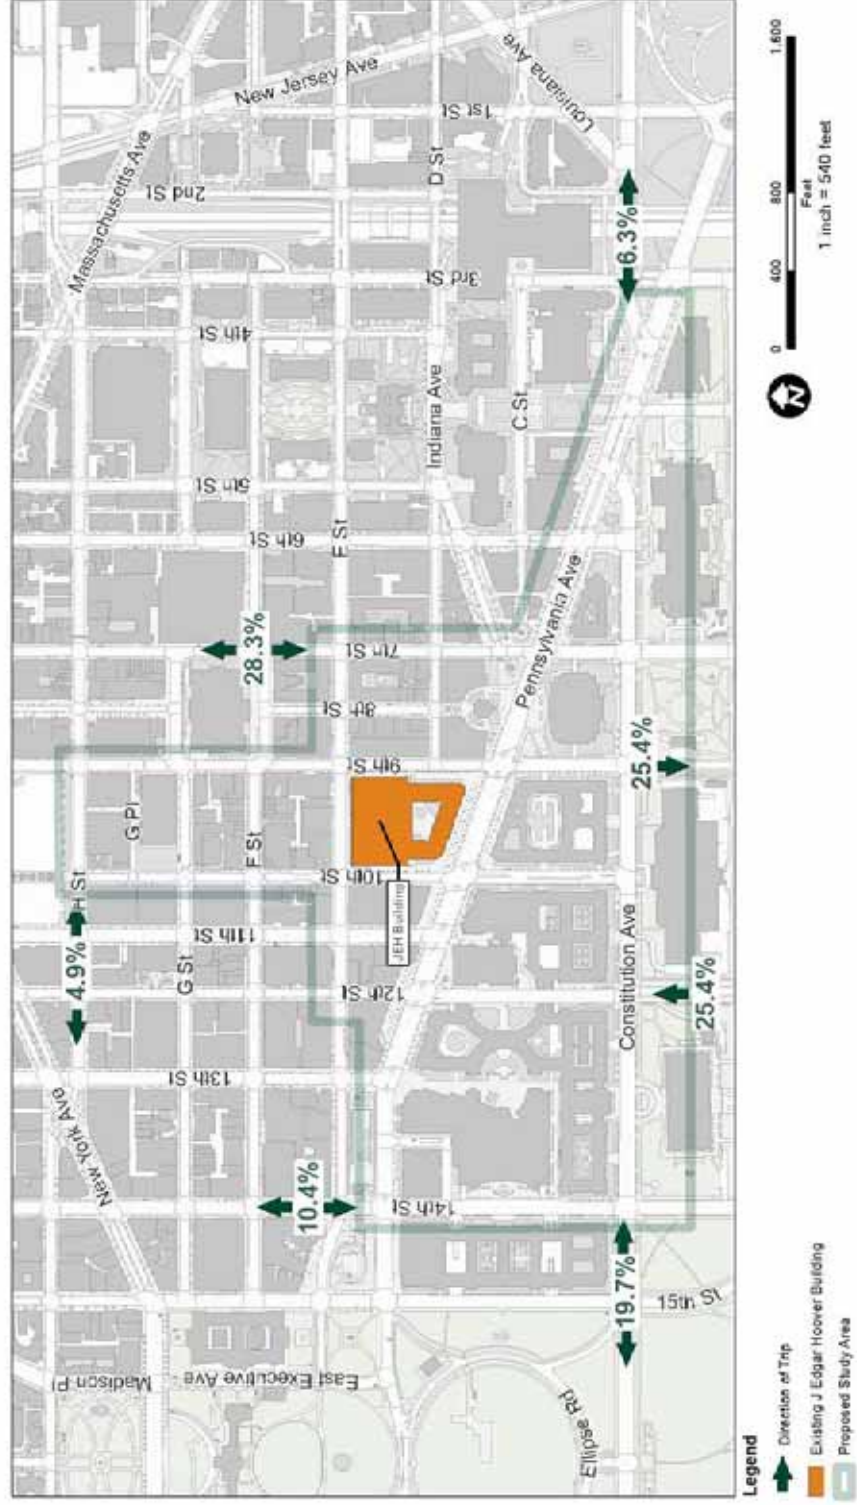 New Jersey Ave
Massachusetts Ave
Louisiana Ave
1st St
2nd St
D St
3rd St
4th St
6.3%
Indiana Ave
C St
5th St
6th St
E St
28.3%
7th St
8th St
Pennsylvania Ave
9th St
25.4%
G Pl
F St
10th St
JEH Building
H St
11th St
4.9%
G St
12th St
Constitution Ave
25.4%
13th St
New York Ave
10.4%
14th St
19.7%
15th St
Madison Pl
East Executive Ave
Ellipse Rd
Legend
Direction of Trip
Existing J Edgar Hoover Building
Proposed Study Area
N
0 400 800 1,600
Feet
1 inch = 540 feet